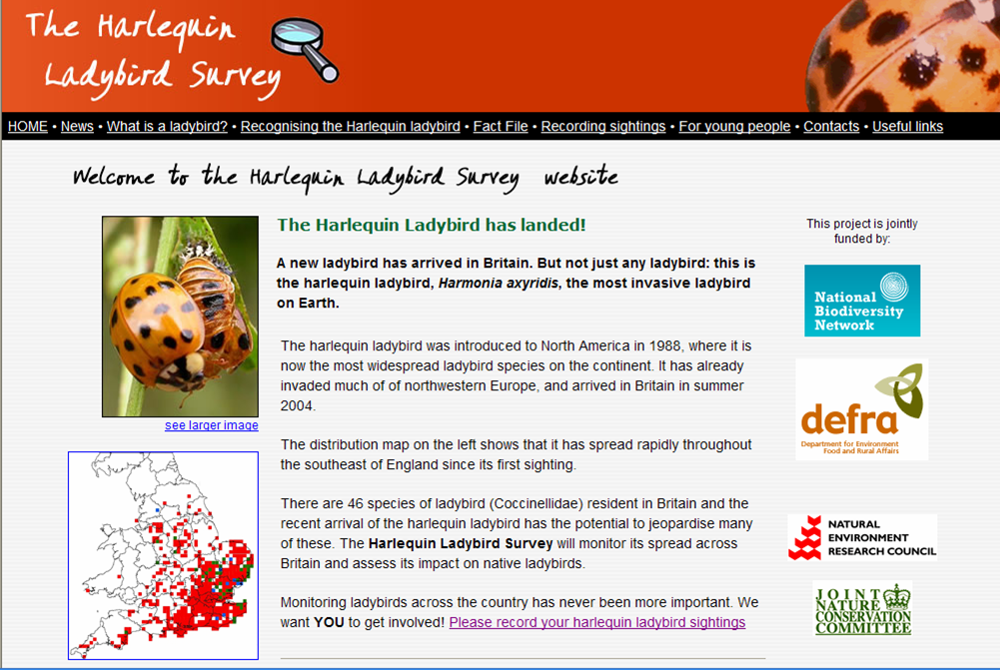 The Harlequin
Ladybird Survey
HOME • News • What is a ladybird? • Recognising the Harlequin ladybird • Fact File • Recording sightings • For young people • Contacts • Useful links
Welcome to the Harlequin Ladybird Survey website
The Harlequin Ladybird has landed!
A new ladybird has arrived in Britain. But not just any ladybird: this is
the harlequin ladybird, Harmonia axyridis, the most invasive ladybird
on Earth.
The harlequin ladybird was introduced to North America in 1988, where it is
now the most widespread ladybird species on the continent. It has already
invaded much of of northwestern Europe, and arrived in Britain in summer
2004.
The distribution map on the left shows that it has spread rapidly throughout
the southeast of England since its first sighting.
There are 46 species of ladybird (Coccinellidae) resident in Britain and the
recent arrival of the harlequin ladybird has the potential to jeopardise many
of these. The Harlequin Ladybird Survey will monitor its spread across
Britain and assess its impact on native ladybirds.
Monitoring ladybirds across the country has never been more important. We
want YOU to get involved! Please record your harlequin ladybird sightings
see larger image
This project is jointly
funded by:
National
Biodiversity
Network
defra
Department for Environment
Food and Rural Affairs
NATURAL
ENVIRONMENT
RESEARCH COUNCIL
JOINT
NATURE
CONSERVATION
COMMITTEE